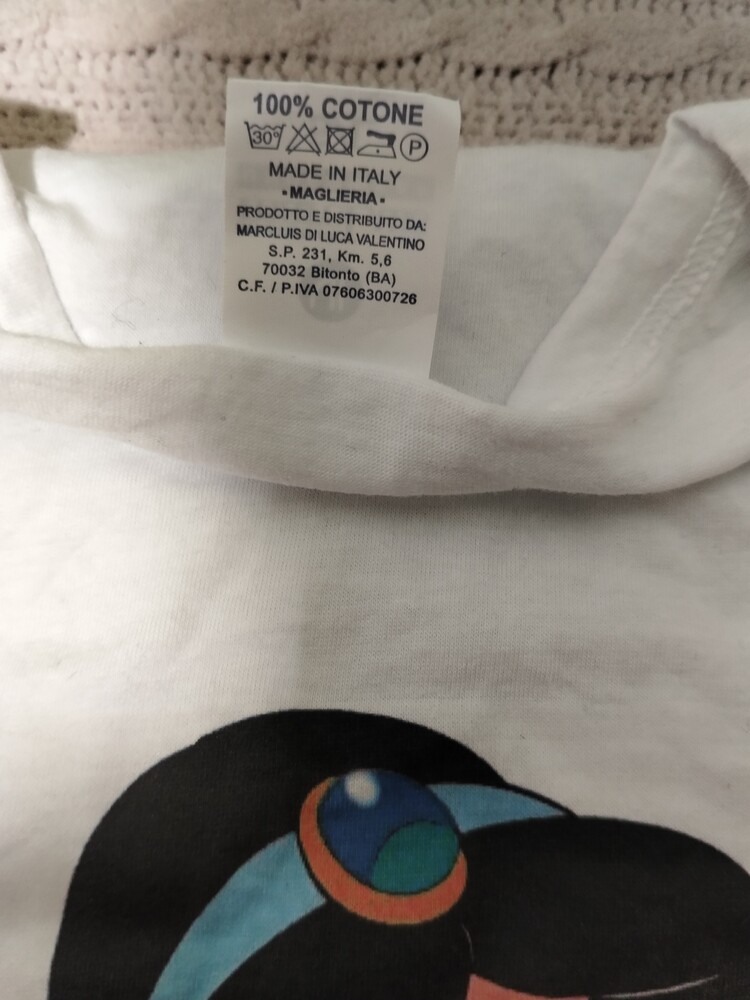 100% COTONE
30° P
MADE IN ITALY
•MAGLIERIA•
PRODOTTO E DISTRIBUITO DA:
MARCLUIS DI LUCA VALENTINO
S.P. 231, Km. 5,6
70032 Bitonto (BA)
C.F. / P.IVA 07606300726